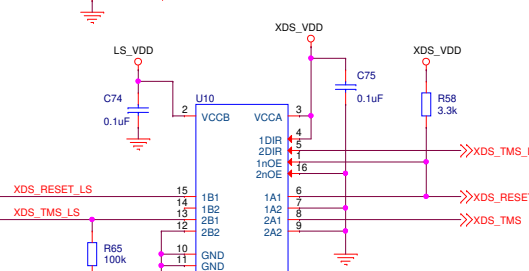 XDS_VDD
LS_VDD
XDS_VDD
C75
0.1uF
C74
0.1uF
U10
R58
3.3k
2
VCCB
VCCA
3
1DIR
4
2DIR
5
XDS_TMS_
1nOE
1
2nOE
16
XDS_RESET_LS
15
1B1
1A1
6
XDS_RESE
14
1B2
1A2
7
XDS_TMS_LS
13
2B1
2A1
8
XDS_TMS
12
2B2
2A2
9
R65
100k
10
GND
11
GND